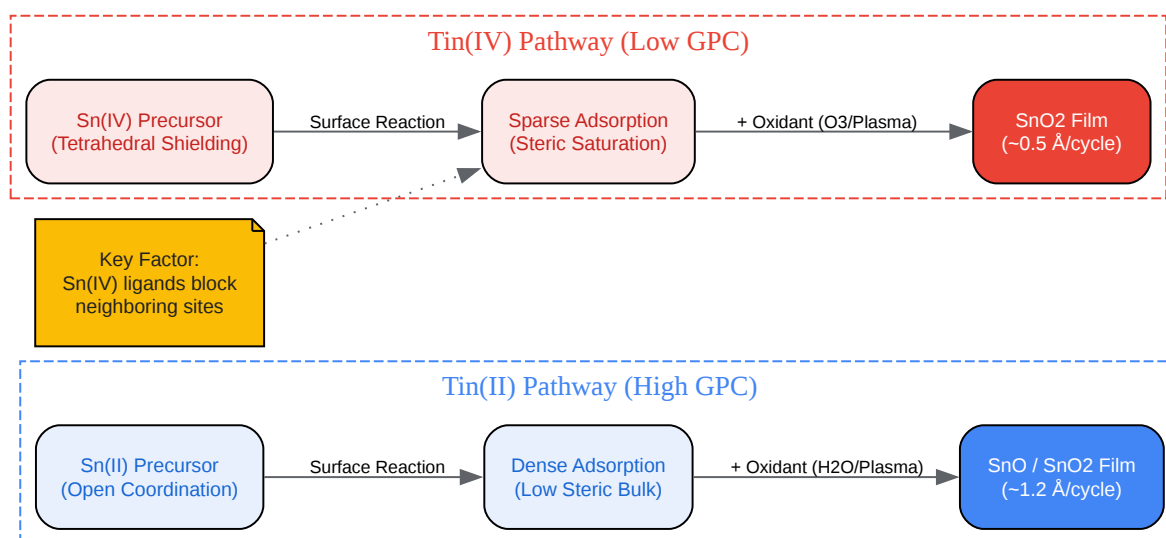 Tin(IV) Pathway (Low GPC)
Sn(IV) Precursor
(Tetrahedral Shielding)
Surface Reaction
Sparse Adsorption
(Steric Saturation)
+ Oxidant (O3/Plasma)
SnO2 Film
(~0.5 Å/cycle)
Key Factor:
Sn(IV) ligands block
neighboring sites
Tin(II) Pathway (High GPC)
Sn(II) Precursor
(Open Coordination)
Surface Reaction
Dense Adsorption
(Low Steric Bulk)
+ Oxidant (H2O/Plasma)
SnO / SnO2 Film
(~1.2 Å/cycle)